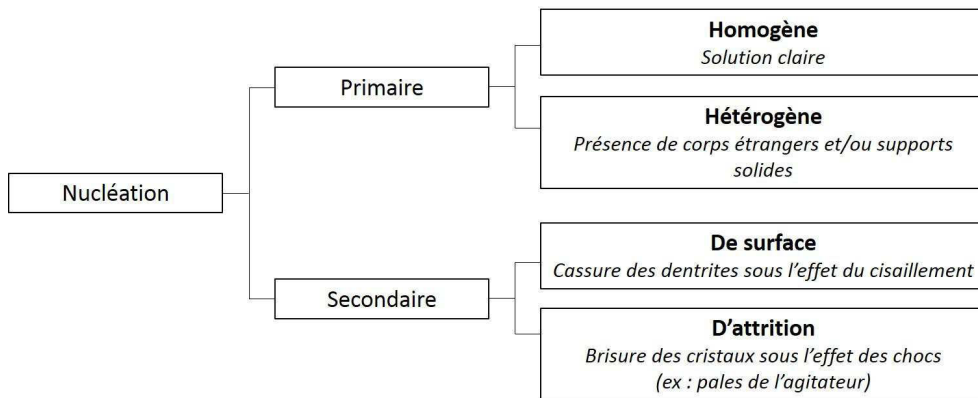 Homogène
Solution claire
Primaire
Hétérogène
Présence de corps étrangers et/ou supports
solides
Nucléation
De surface
Cassure des dentrites sous l'effet du cisaillement
Secondaire
D'attrition
Brisure des cristaux sous l'effet des chocs
(ex : pales de l'agitateur)